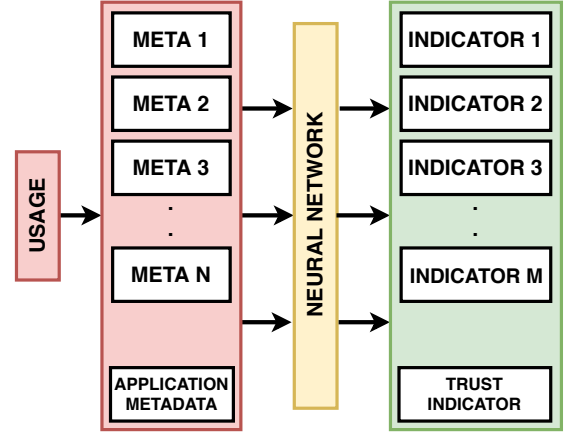 USAGE
META 1
META 2
META 3
.
.
META N
APPLICATION
METADATA
NEURAL NETWORK
INDICATOR 1
INDICATOR 2
INDICATOR 3
.
.
INDICATOR M
TRUST
INDICATOR